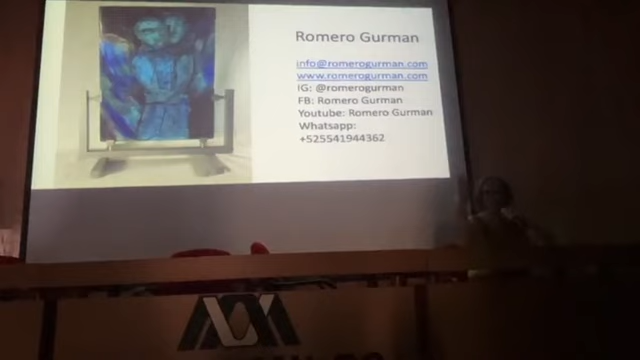 Romero Gurman
info@romerogurman.com
www.romerogurman.com
IG: @romerogurman
FB: Romero Gurman
Youtube: Romero Gurman
Whatsapp:
+525541944362